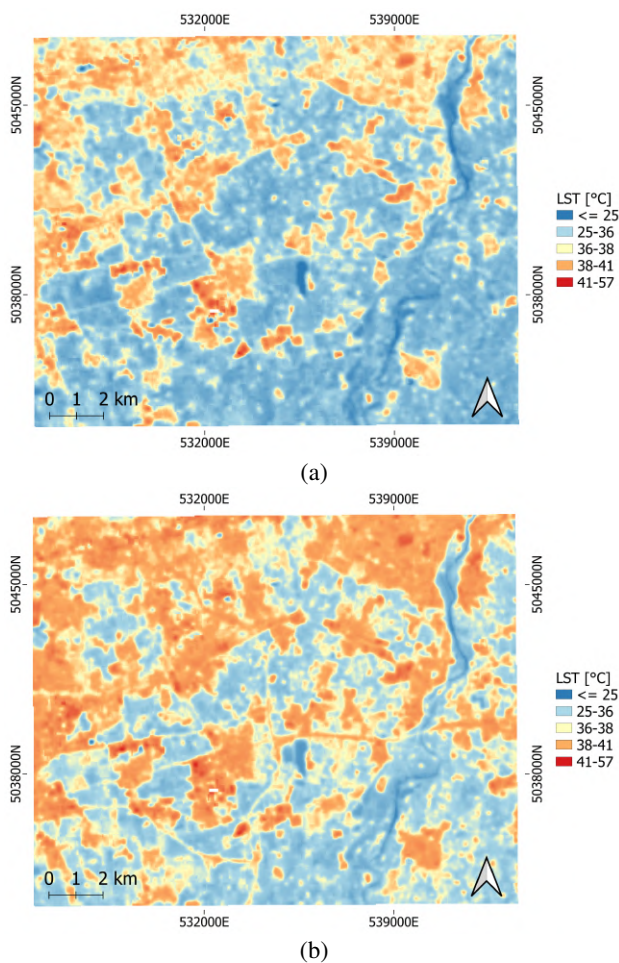 532000E 539000E
5045000N 5045000N
LST [°C]
<= 25
25-36
36-38
38-41
41-57
5038000N 5038000N
0 1 2 km
532000E 539000E
(a)
532000E 539000E
5045000N 5045000N
LST [°C]
<= 25
25-36
36-38
38-41
41-57
5038000N 5038000N
0 1 2 km
532000E 539000E
(b)